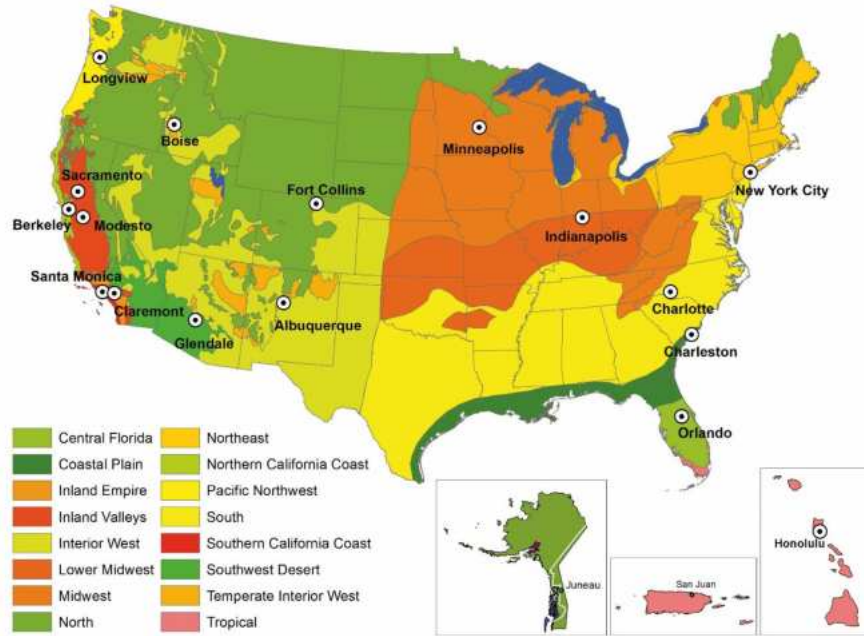 Longview
Boise
Minneapolis
Sacramento
Fort Collins
New York City
Berkeley
Modesto
Indianapolis
Santa Monica
Claremont
Charlotte
Glendale
Albuquerque
Charleston
Orlando
Central Florida
Coastal Plain
Inland Empire
Inland Valleys
Interior West
Lower Midwest
Midwest
North
Northeast
Northern California Coast
Pacific Northwest
South
Southern California Coast
Southwest Desert
Temperate Interior West
Tropical
Juneau
San Juan
Honolulu